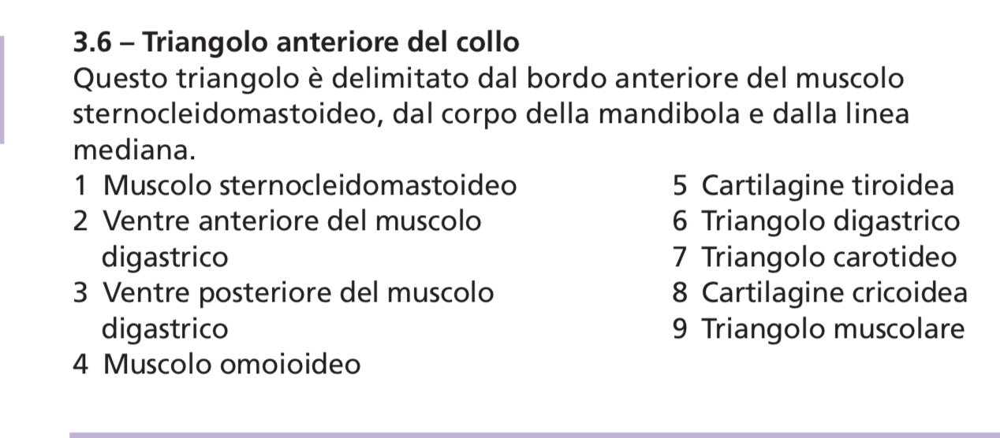 3.6 – Triangolo anteriore del collo
Questo triangolo è delimitato dal bordo anteriore del muscolo
sternocleidomastoideo, dal corpo della mandibola e dalla linea
mediana.
1 Muscolo sternocleidomastoideo
2 Ventre anteriore del muscolo
digastrico
3 Ventre posteriore del muscolo
digastrico
4 Muscolo omoioideo
5 Cartilagine tiroidea
6 Triangolo digastrico
7 Triangolo carotideo
8 Cartilagine cricoidea
9 Triangolo muscolare